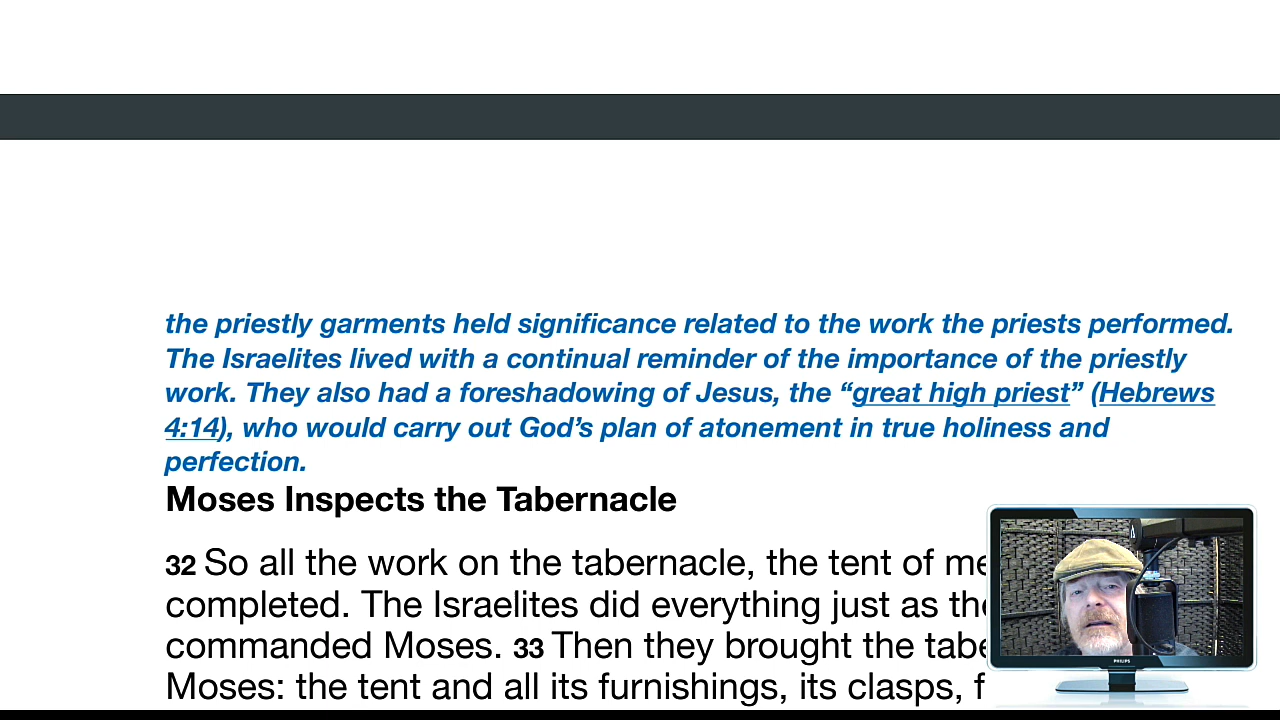 the priestly garments held significance related to the work the priests performed.
The Israelites lived with a continual reminder of the importance of the priestly
work. They also had a foreshadowing of Jesus, the “great high priest” (Hebrews
4:14), who would carry out God’s plan of atonement in true holiness and
perfection.
Moses Inspects the Tabernacle
32 So all the work on the tabernacle, the tent of me
completed. The Israelites did everything just as the
commanded Moses. 33 Then they brought the tabe
Moses: the tent and all its furnishings, its clasps, f
PHILIPS